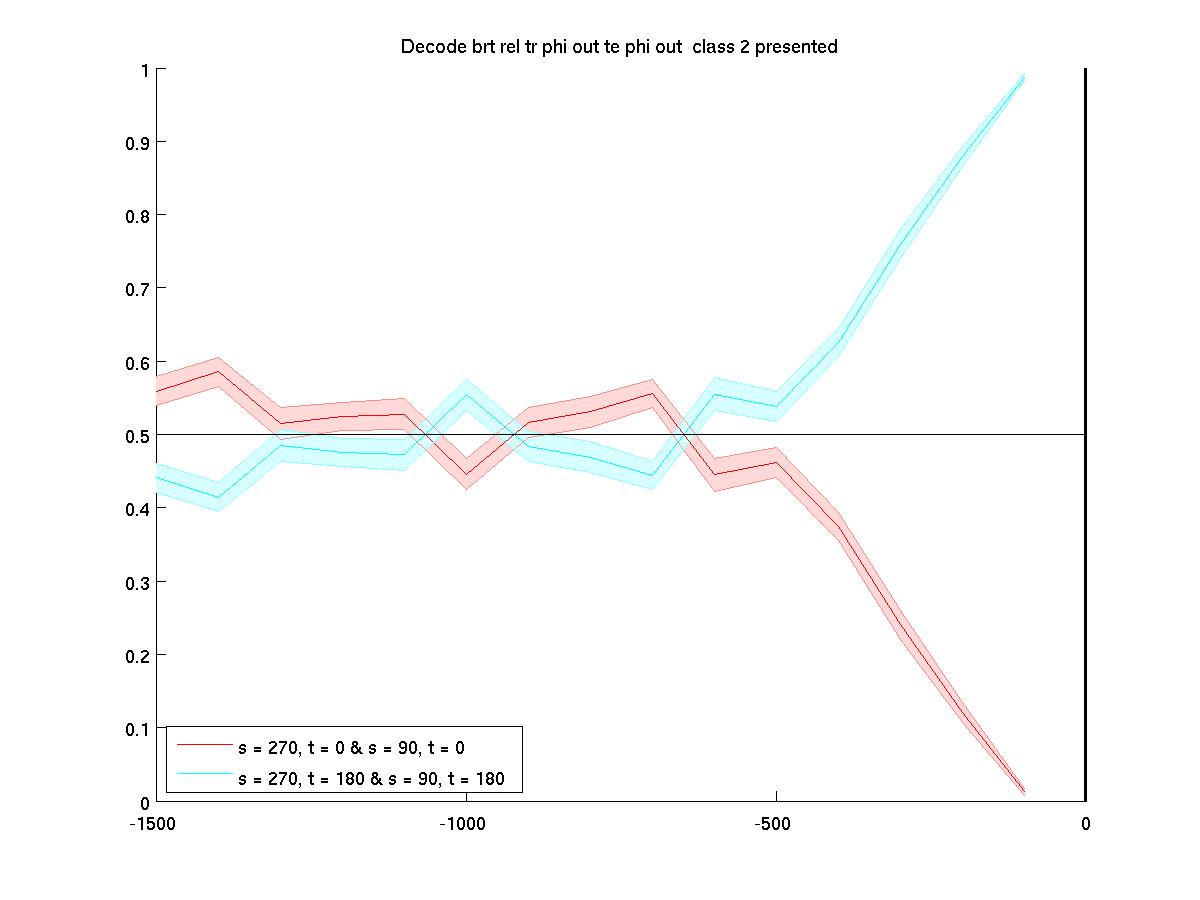 Decode brt rel tr phi out te phi out  class 2 presented
1
0.9
0.8
0.7
0.6
0.5
0.4
0.3
0.2
0.1
0
s = 270, t = 0 & s = 90, t = 0
s = 270, t = 180 & s = 90, t = 180
-1500 -1000 -500 0